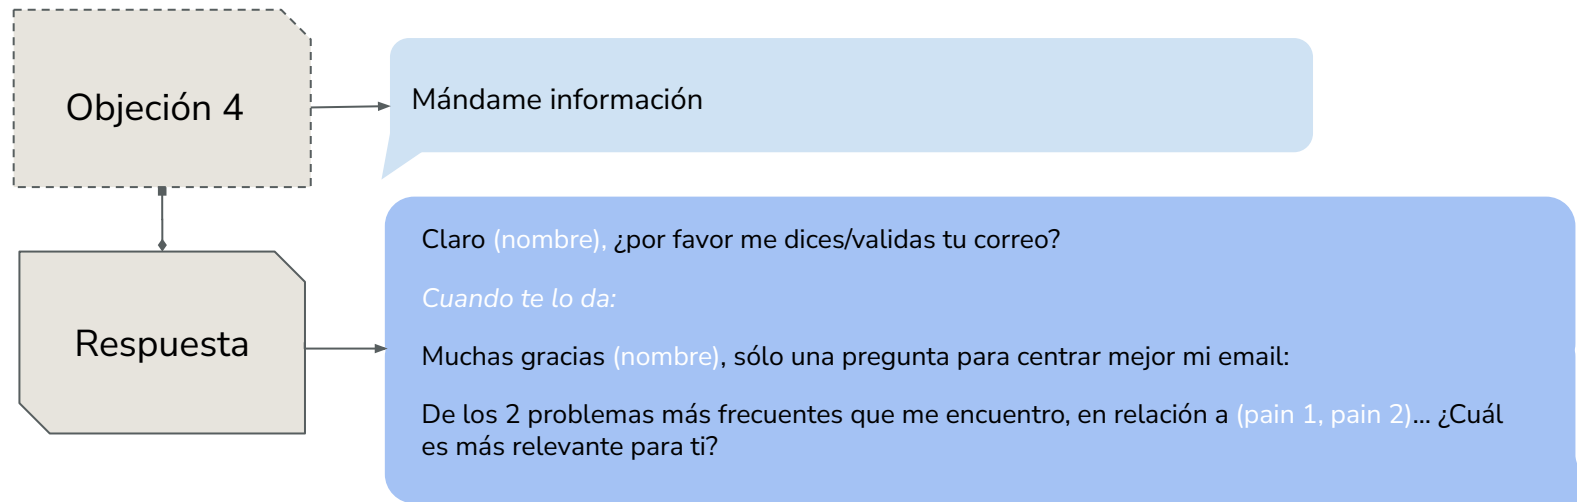 Objeción 4
Mándame información
Respuesta
Claro (nombre), ¿por favor me dices/validas tu correo?
Cuando te lo da:
Muchas gracias (nombre), sólo una pregunta para centrar mejor mi email:
De los 2 problemas más frecuentes que me encuentro, en relación a (pain 1, pain 2)... ¿Cuál
es más relevante para ti?